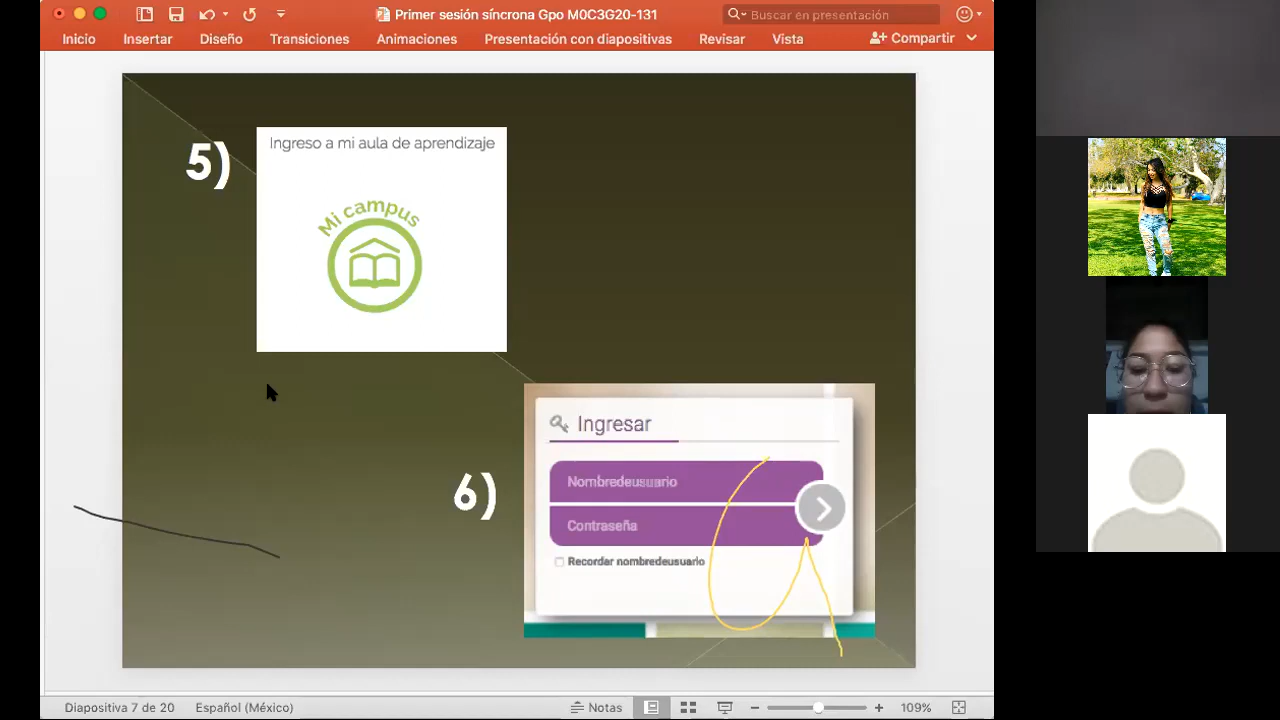 Primer sesión síncrona Gpo M0C3G20-131
Buscar en presentación
Inicio
Insertar
Diseño
Transiciones
Animaciones
Presentación con diapositivas
Revisar
Vista
Compartir
5)
Ingreso a mi aula de aprendizaje
Mi campus
6)
Ingresar
Nombredeusuario
Contraseña
Recordar nombredeusuario
Diapositiva 7 de 20
Español (México)
Notas
109%